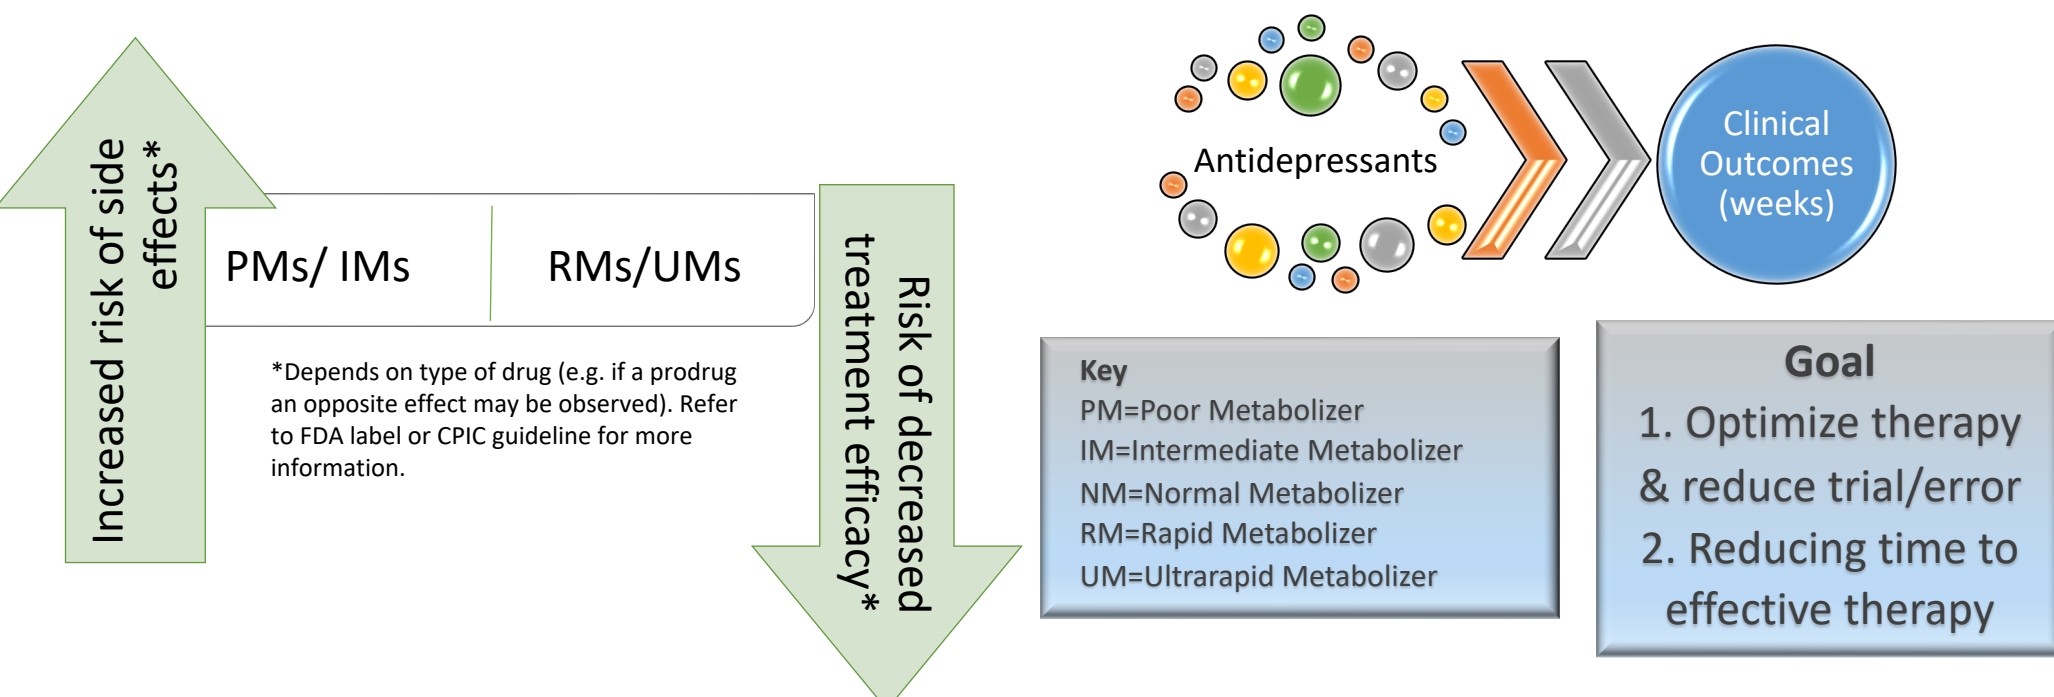 Increased risk of side
effects*
PMs/ IMs
RMs/UMs
Risk of decreased
treatment efficacy*
*Depends on type of drug (e.g. if a prodrug
an opposite effect may be observed). Refer
to FDA label or CPIC guideline for more
information.
Antidepressants
Clinical
Outcomes
(weeks)
Key
PM=Poor Metabolizer
IM=Intermediate Metabolizer
NM=Normal Metabolizer
RM=Rapid Metabolizer
UM=Ultrarapid Metabolizer
Goal
1. Optimize therapy
& reduce trial/error
2. Reducing time to
effective therapy